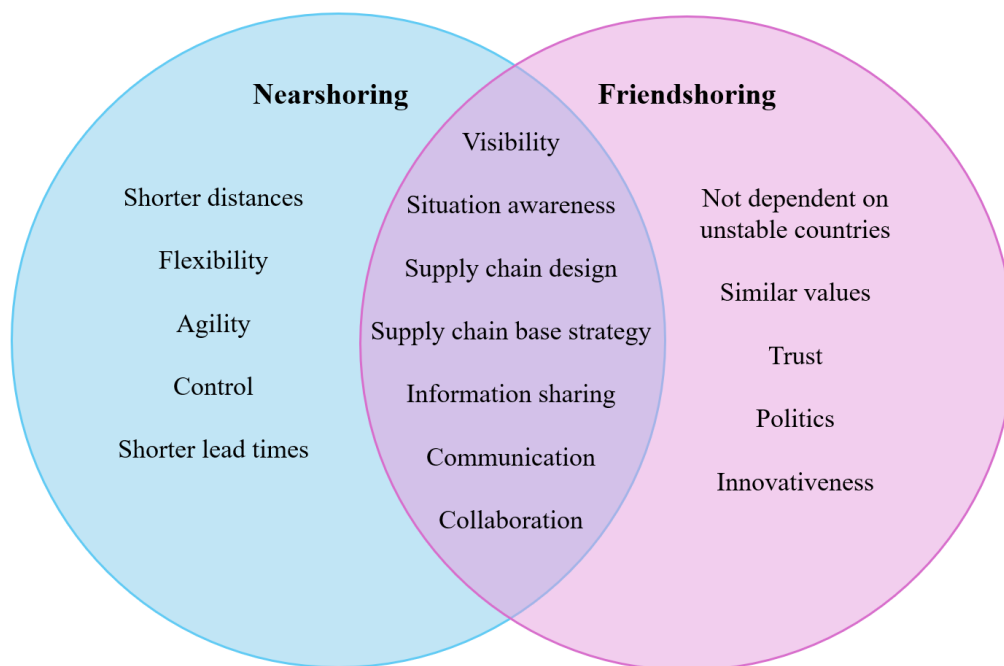 Nearshoring
Shorter distances
Flexibility
Agility
Control
Shorter lead times
Visibility
Situation awareness
Supply chain design
Supply chain base strategy
Information sharing
Communication
Collaboration
Friendshoring
Not dependent on
unstable countries
Similar values
Trust
Politics
Innovativeness